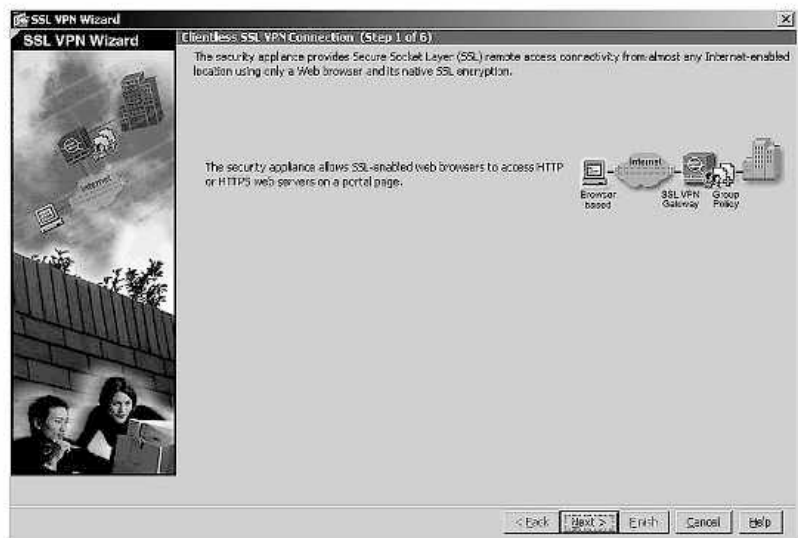 SSL VPN Wizard
SSL VPN Wizard
Clientless SSL VPN Connection (Step 1 of 6)
The security appliance provides Secure Socket Layer (SSL) remote access connectivity from almost any Internet-enabled
location using only a Web browser and its native SSL encryption.
The security appliance allows SSL-enabled web browsers to access HTTP
or HTTPS web servers on a portal page.
Internet
Browser
based
SSL VPN
Gateway
Group
Policy
Internet
< Back
Next >
Finish
Cancel
Help